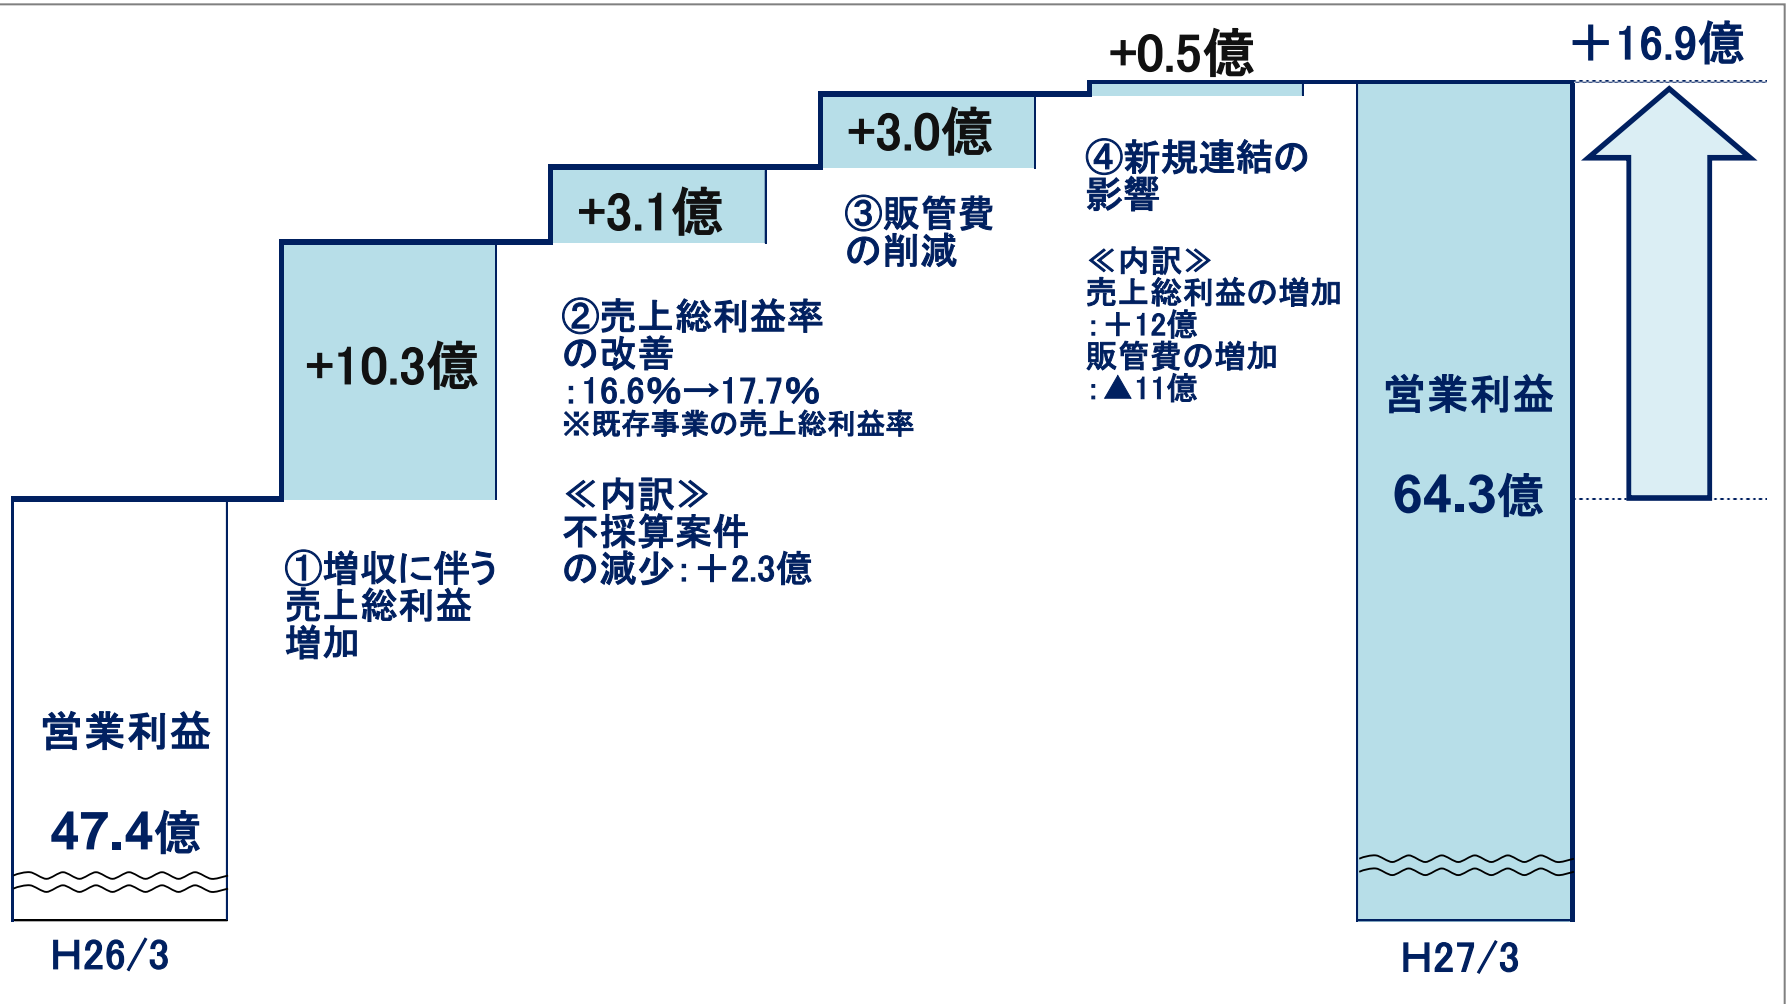 営業利益
47.4億
H26/3
+10.3億
①増収に伴う
売上総利益
増加
+3.1億
②売上総利益率
の改善
:16.6%→17.7%
※既存事業の売上総利益率
≪内訳≫
不採算案件
の減少:＋2.3億
+3.0億
③販管費
の削減
+0.5億
④新規連結の
影響
≪内訳≫
売上総利益の増加
:＋12億
販管費の増加
:▲11億
営業利益
64.3億
H27/3
＋16.9億